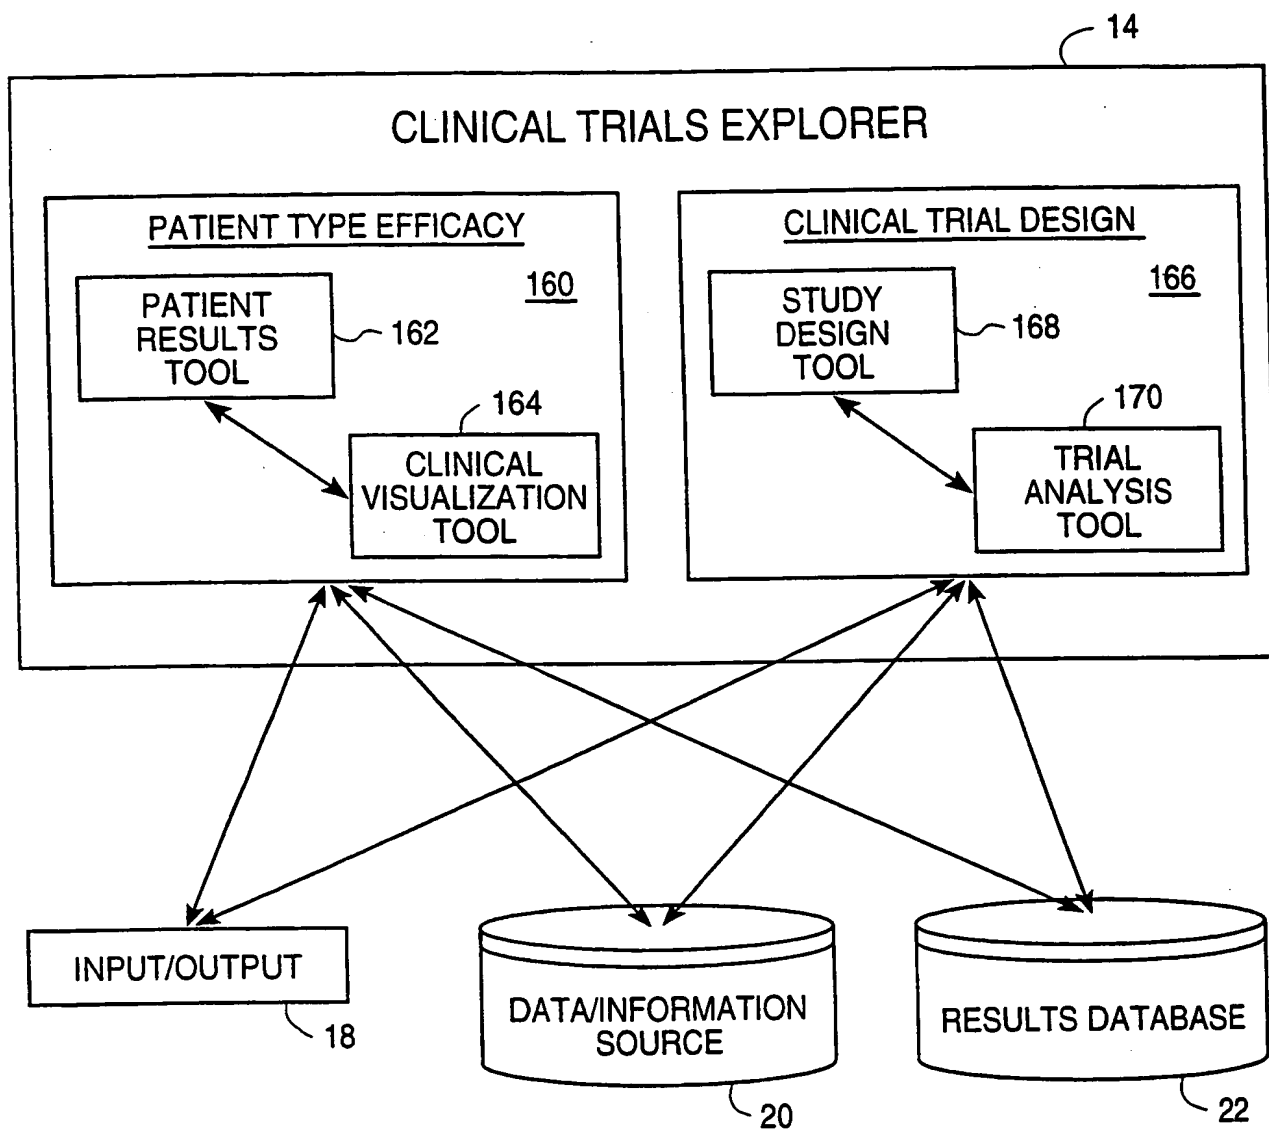 14
CLINICAL TRIALS EXPLORER
PATIENT TYPE EFFICACY
160
PATIENT
RESULTS
TOOL
162
164
CLINICAL
VISUALIZATION
TOOL
CLINICAL TRIAL DESIGN
166
STUDY
DESIGN
TOOL
168
170
TRIAL
ANALYSIS
TOOL
INPUT/OUTPUT
18
DATA/INFORMATION
SOURCE
20
RESULTS DATABASE
22